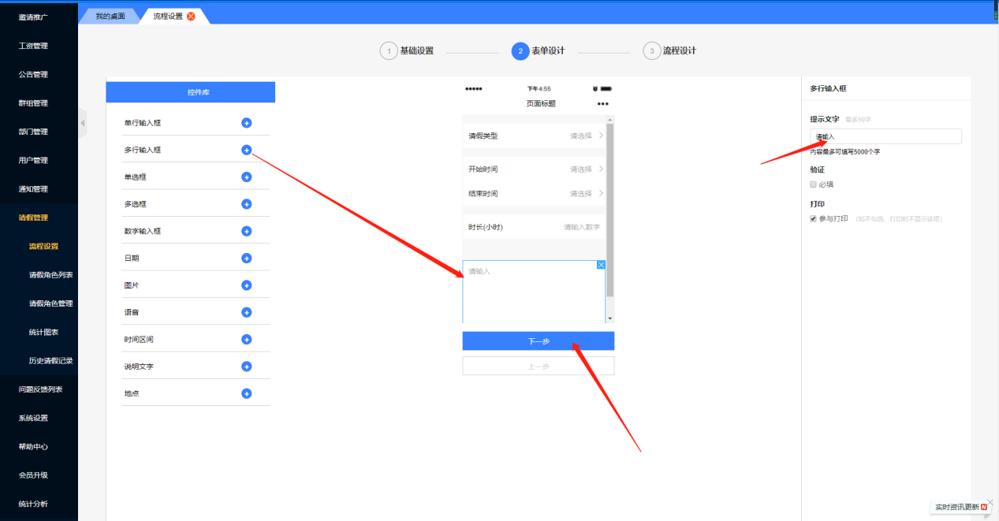 邀请推广
工资管理
公告管理
群组管理
部门管理
用户管理
通知管理
请假管理
流程设置
请假角色列表
请假角色管理
统计图表
历史请假记录
问题反馈列表
系统设置
帮助中心
会员升级
统计分析
我的桌面
流程设置
1 基础设置
2 表单设计
3 流程设计
控件库
单行输入框
多行输入框
单选框
多选框
数字输入框
日期
图片
语音
时间区间
说明文字
地点
下午4:55
页面标题
请假类型 请选择
开始时间 请选择
结束时间 请选择
时长(小时) 请输入数字
请输入
下一步
上一步
多行输入框
提示文字 最多50字
请输入
内容最多可填写5000个字
验证
必填
打印
参与打印 (如不勾选，打印时不显示该项)
实时资讯更新 N